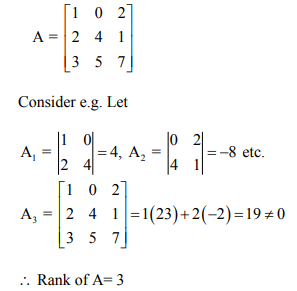 A = [1 0 2
2 4 1
3 5 7]
Consider e.g. Let
A₁ = |1 0
2 4| = 4, A₂ = |0 2
4 1| = −8 etc.
A₃ = [1 0 2
2 4 1
3 5 7] = 1(23)+2(−2)=19≠0
∴ Rank of A= 3